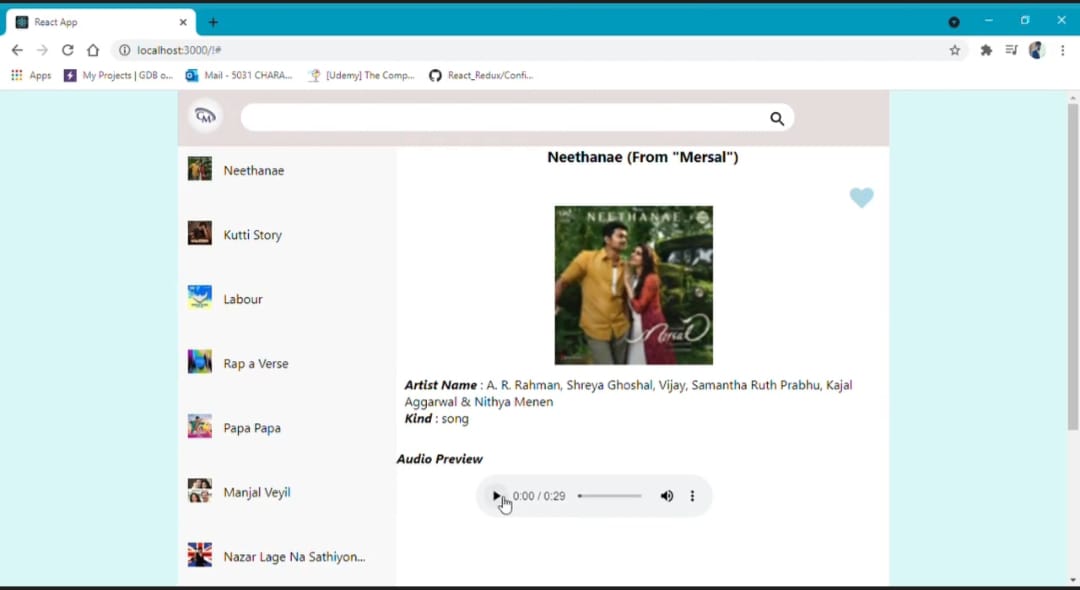 React App
localhost:3000/!#
Apps
My Projects | GDB o...
Mail - 5031 CHARA...
[Udemy] The Comp...
React_Redux/Confi...
CM
Neethanae
Kutti Story
Labour
Rap a Verse
Papa Papa
Manjal Veyil
Nazar Lage Na Sathiyon...
Neethanae (From "Mersal")
NEETHANAE
Mersal
Artist Name : A. R. Rahman, Shreya Ghoshal, Vijay, Samantha Ruth Prabhu, Kajal
Aggarwal & Nithya Menen
Kind : song
Audio Preview
0:00 / 0:29